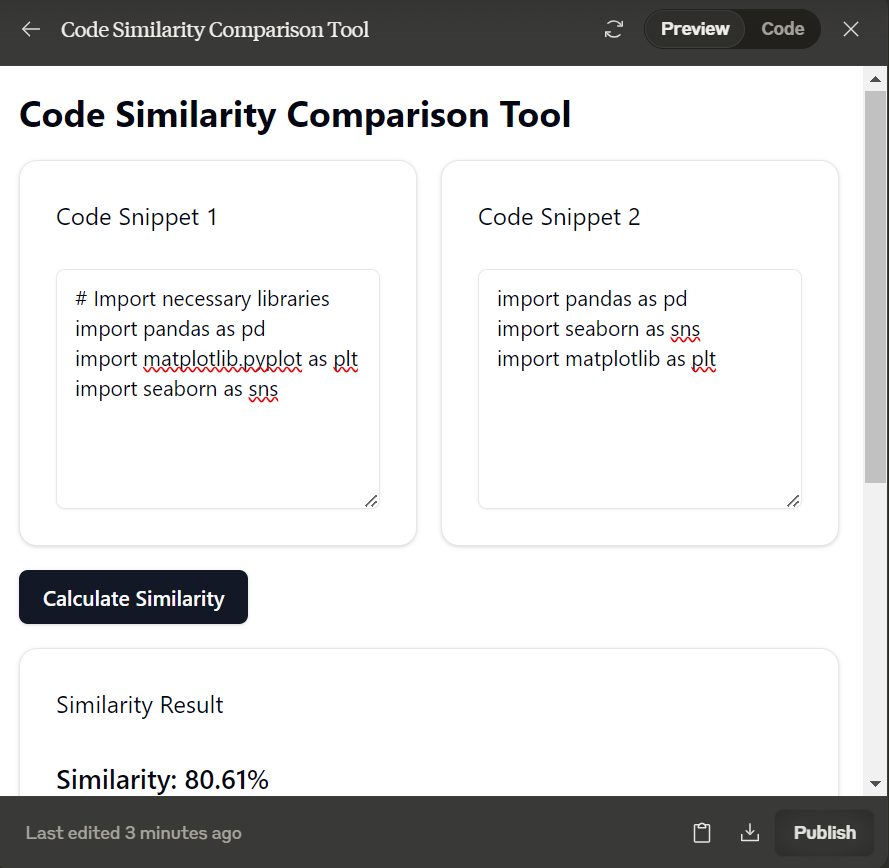 Code Similarity Comparison Tool
Preview
Code
Code Similarity Comparison Tool
Code Snippet 1
# Import necessary libraries
import pandas as pd
import matplotlib.pyplot as plt
import seaborn as sns
Code Snippet 2
import pandas as pd
import seaborn as sns
import matplotlib as plt
Calculate Similarity
Similarity Result
Similarity: 80.61%
Last edited 3 minutes ago
Publish